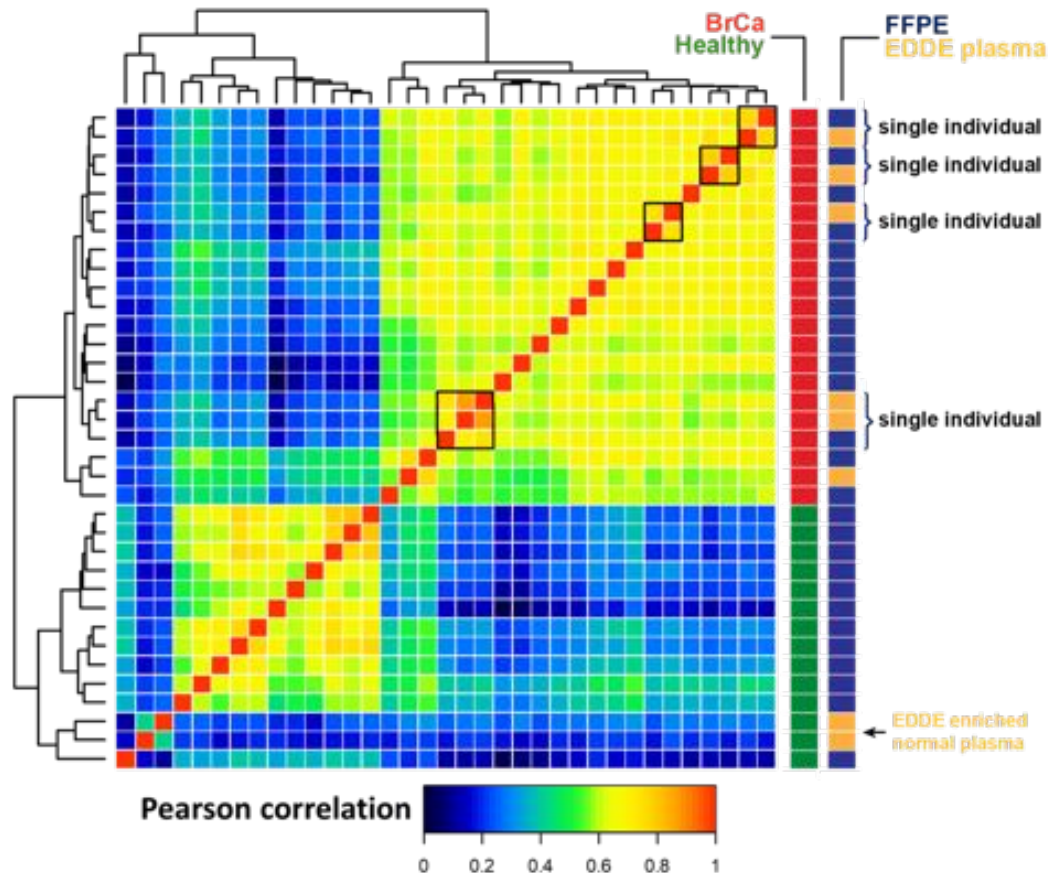 BrCa
Healthy
FFPE
EDDE plasma
single individual
single individual
single individual
single individual
EDDE enriched
normal plasma
Pearson correlation
0 0.2 0.4 0.6 0.8 1